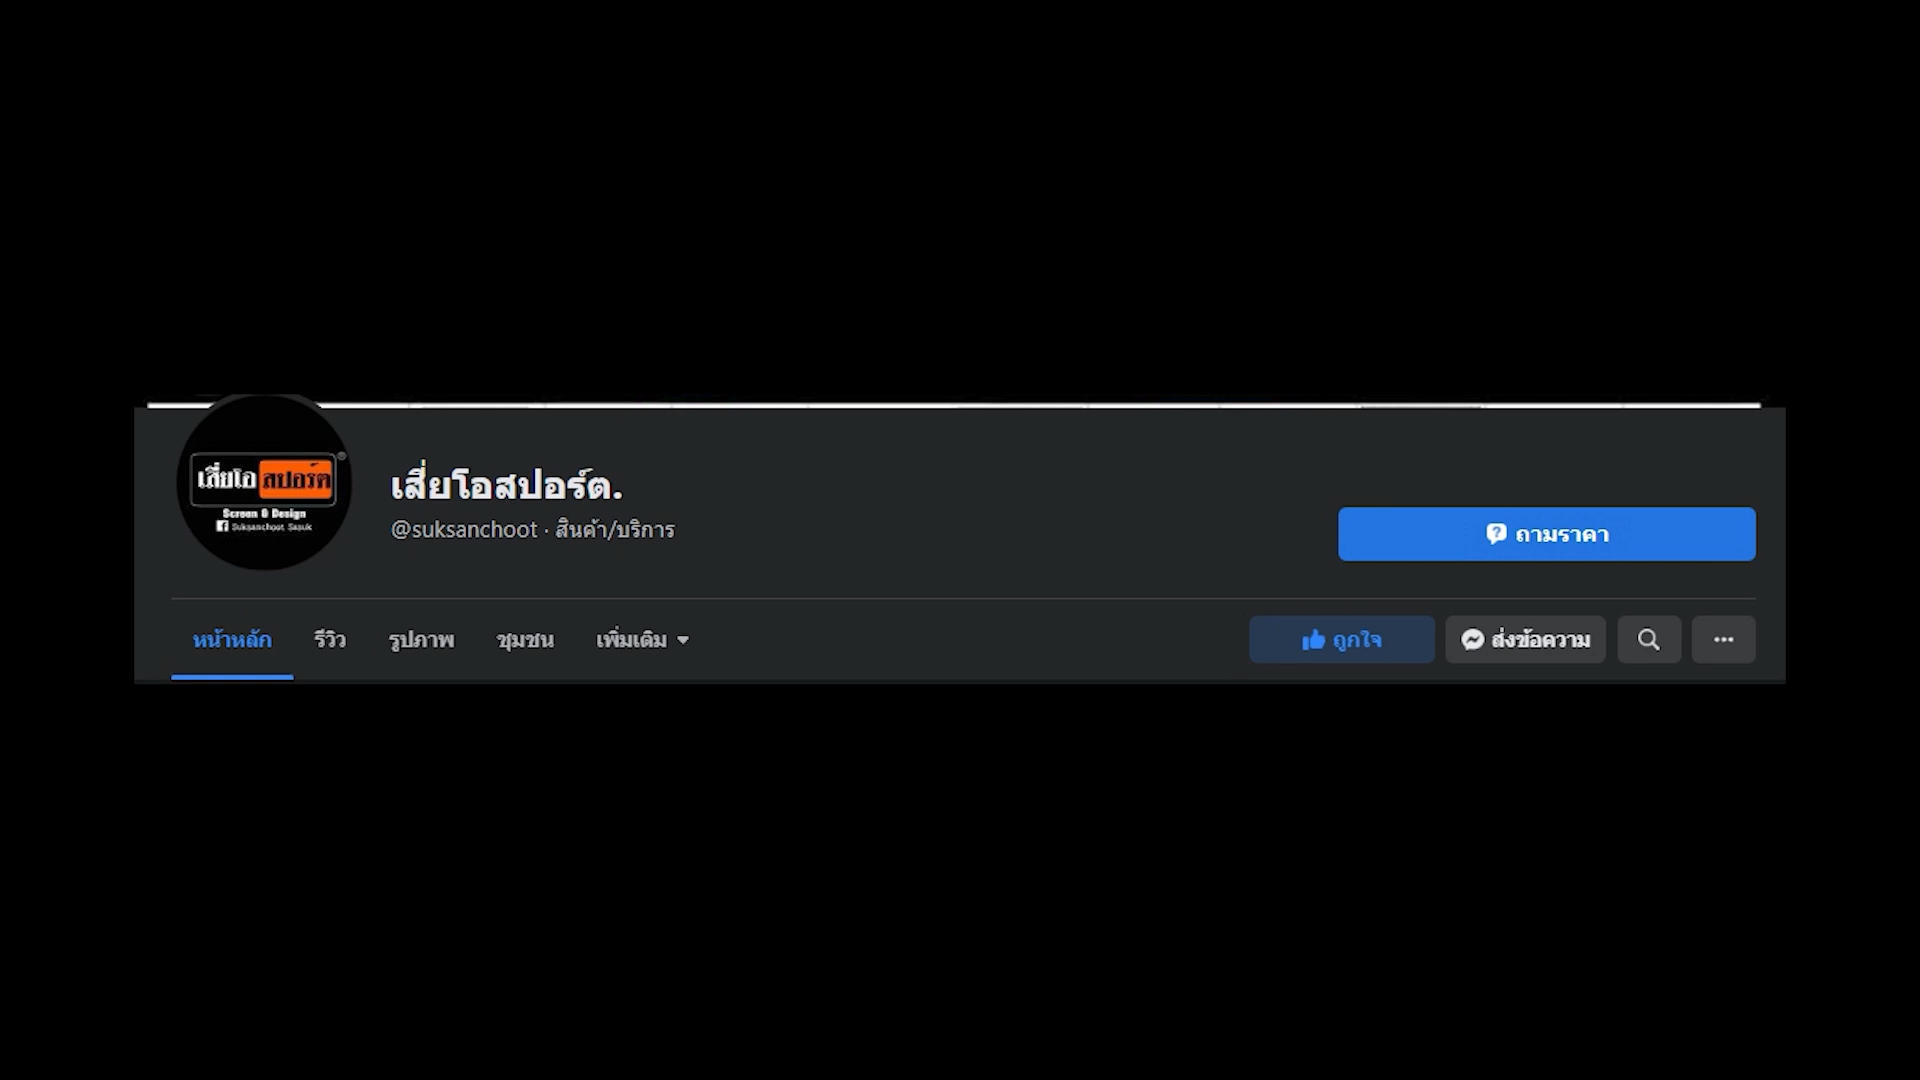 เสี่ยโอ สปอร์ต ®
Screen & Design
Suksanchoot Sasuk
เสี่ยโอสปอร์ต.
@suksanchoot · สินค้า/บริการ
ถามราคา
หน้าหลัก รีวิว รูปภาพ ชุมชน เพิ่มเติม
ถูกใจ ส่งข้อความ